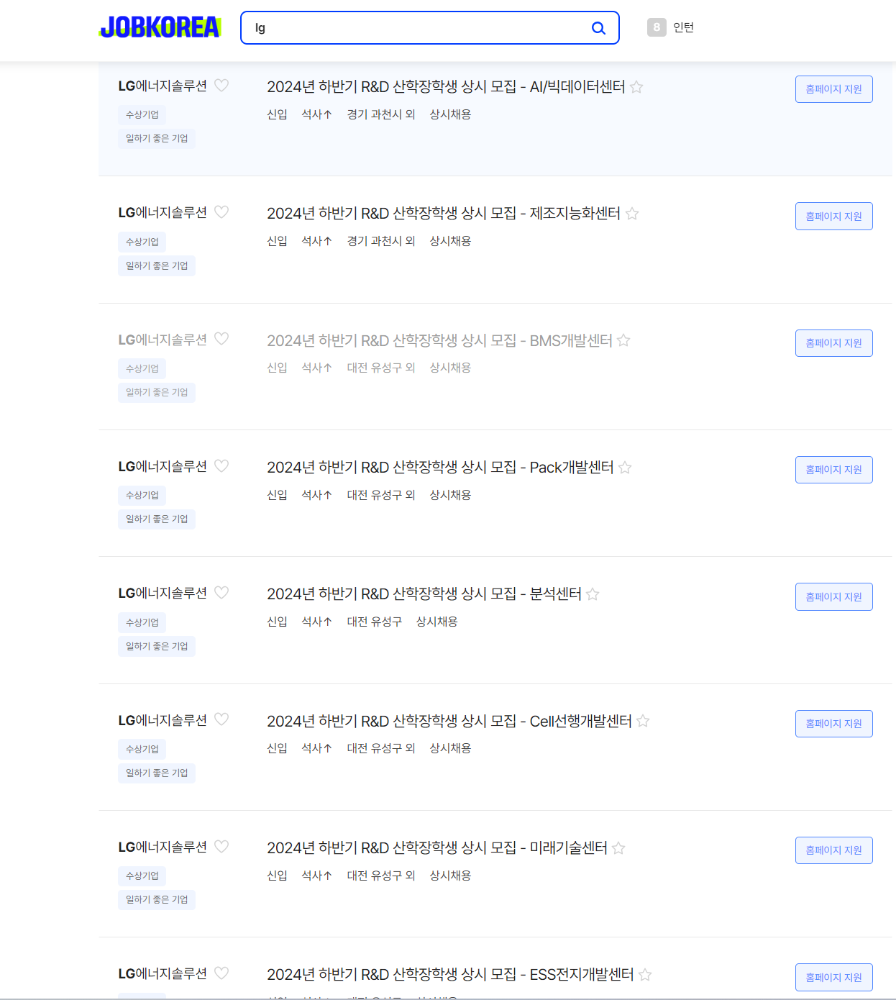 JOBKOREA
lg
8 인턴
LG에너지솔루션
2024년 하반기 R&D 산학장학생 상시 모집 - AI/빅데이터센터
홈페이지 지원
수상기업
신입 석사↑ 경기 과천시 외 상시채용
일하기 좋은 기업
LG에너지솔루션
2024년 하반기 R&D 산학장학생 상시 모집 - 제조지능화센터
홈페이지 지원
수상기업
신입 석사↑ 경기 과천시 외 상시채용
일하기 좋은 기업
LG에너지솔루션
2024년 하반기 R&D 산학장학생 상시 모집 - BMS개발센터
홈페이지 지원
수상기업
신입 석사↑ 대전 유성구 외 상시채용
일하기 좋은 기업
LG에너지솔루션
2024년 하반기 R&D 산학장학생 상시 모집 - Pack개발센터
홈페이지 지원
수상기업
신입 석사↑ 대전 유성구 외 상시채용
일하기 좋은 기업
LG에너지솔루션
2024년 하반기 R&D 산학장학생 상시 모집 - 분석센터
홈페이지 지원
수상기업
신입 석사↑ 대전 유성구 상시채용
일하기 좋은 기업
LG에너지솔루션
2024년 하반기 R&D 산학장학생 상시 모집 - Cell선행개발센터
홈페이지 지원
수상기업
신입 석사↑ 대전 유성구 외 상시채용
일하기 좋은 기업
LG에너지솔루션
2024년 하반기 R&D 산학장학생 상시 모집 - 미래기술센터
홈페이지 지원
수상기업
신입 석사↑ 대전 유성구 외 상시채용
일하기 좋은 기업
LG에너지솔루션
2024년 하반기 R&D 산학장학생 상시 모집 - ESS전지개발센터
홈페이지 지원